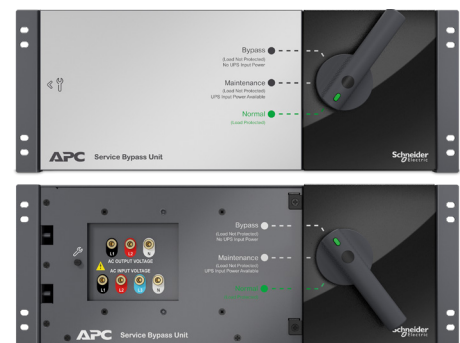 Bypass
(Load Not Protected)
No UPS Input Power
Maintenance
(Load Not Protected)
UPS Input Power Available
Normal
(Load Protected)
APC Service Bypass Unit
Schneider
Electric
Bypass
(Load Not Protected)
No UPS Input Power
Maintenance
(Load Not Protected)
UPS Input Power Available
L1 L2 N
AC OUTPUT VOLTAGE
AC INPUT VOLTAGE
L1 L2 L3 N
APC Service Bypass Unit
Schneider
Electric